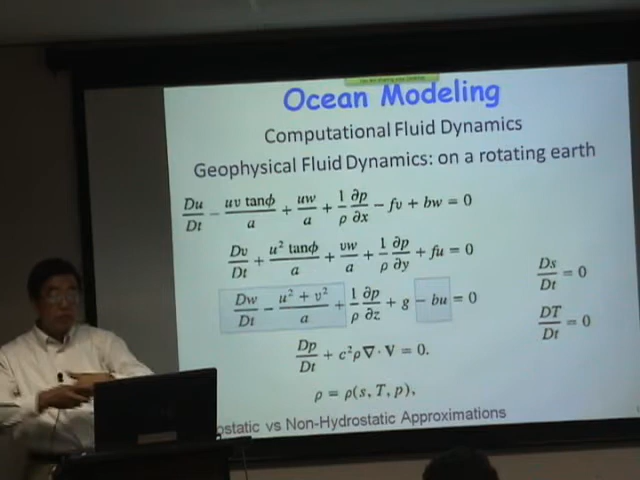 Ocean Modeling
Computational Fluid Dynamics
Geophysical Fluid Dynamics: on a rotating earth
Du/Dt − uv tanϕ/a + uw/a + 1/ρ ∂p/∂x − fv + bw = 0
Dv/Dt + u² tanϕ/a + vw/a + 1/ρ ∂p/∂y + fu = 0
Dw/Dt − u² + v²/a + 1/ρ ∂p/∂z + g − bu = 0
Ds/Dt = 0
DT/Dt = 0
Dp/Dt + c²ρ∇·V = 0.
ρ = ρ(s, T, p),
ostatic vs Non-Hydrostatic Approximations